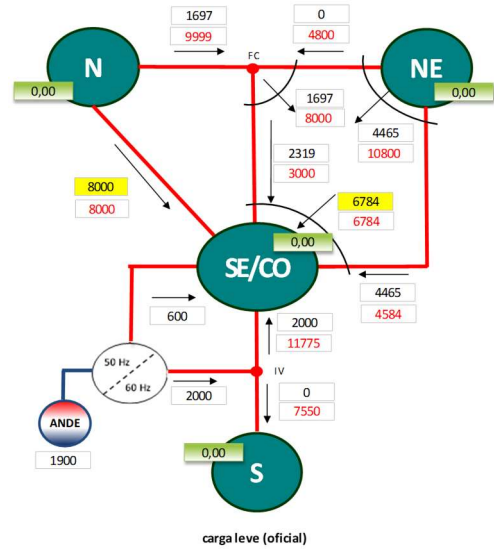 1697
9999
0
4800
FC
N
NE
0,00
0,00
1697
8000
4465
10800
2319
3000
8000
8000
6784
6784
0,00
SE/CO
4465
4584
600
2000
11775
50 Hz
60 Hz
IV
2000
0
7550
ANDE
1900
0,00
S
carga leve (oficial)